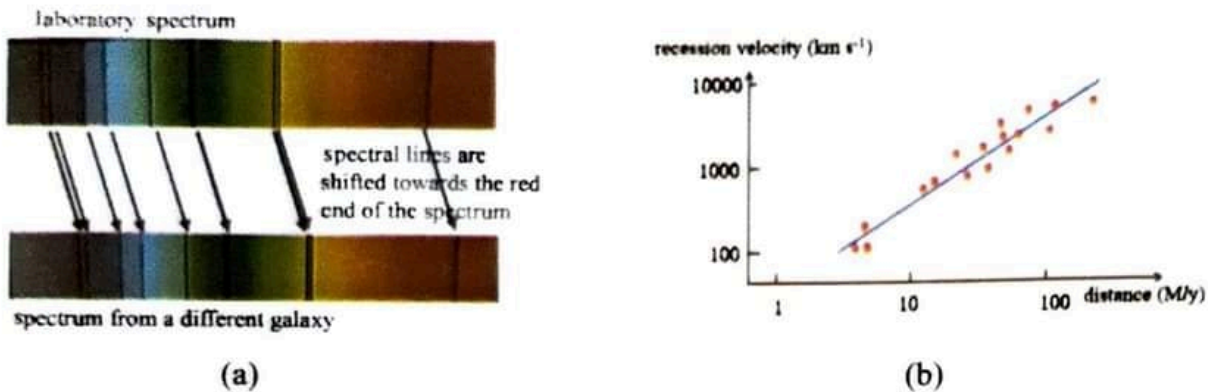 laboratory spectrum
spectral lines are
shifted towards the red
end of the spectrum
spectrum from a different galaxy
(a)
recession velocity (km s⁻¹)
10000
1000
100
1
10
100
distance (Mly)
(b)